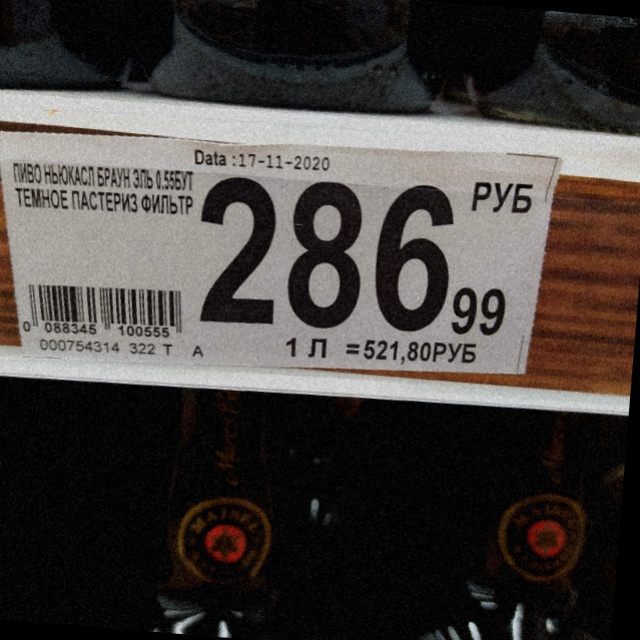 Data :17-11-2020
ПИВО НЬЮКАСЛ БРАУН ЭЛЬ 0.55БУТ
ТЕМНОЕ ПАСТЕРИЗ ФИЛЬТР
286 99 РУБ
0 088345 100555
000754314 322 Т А
1 Л =521,80РУБ